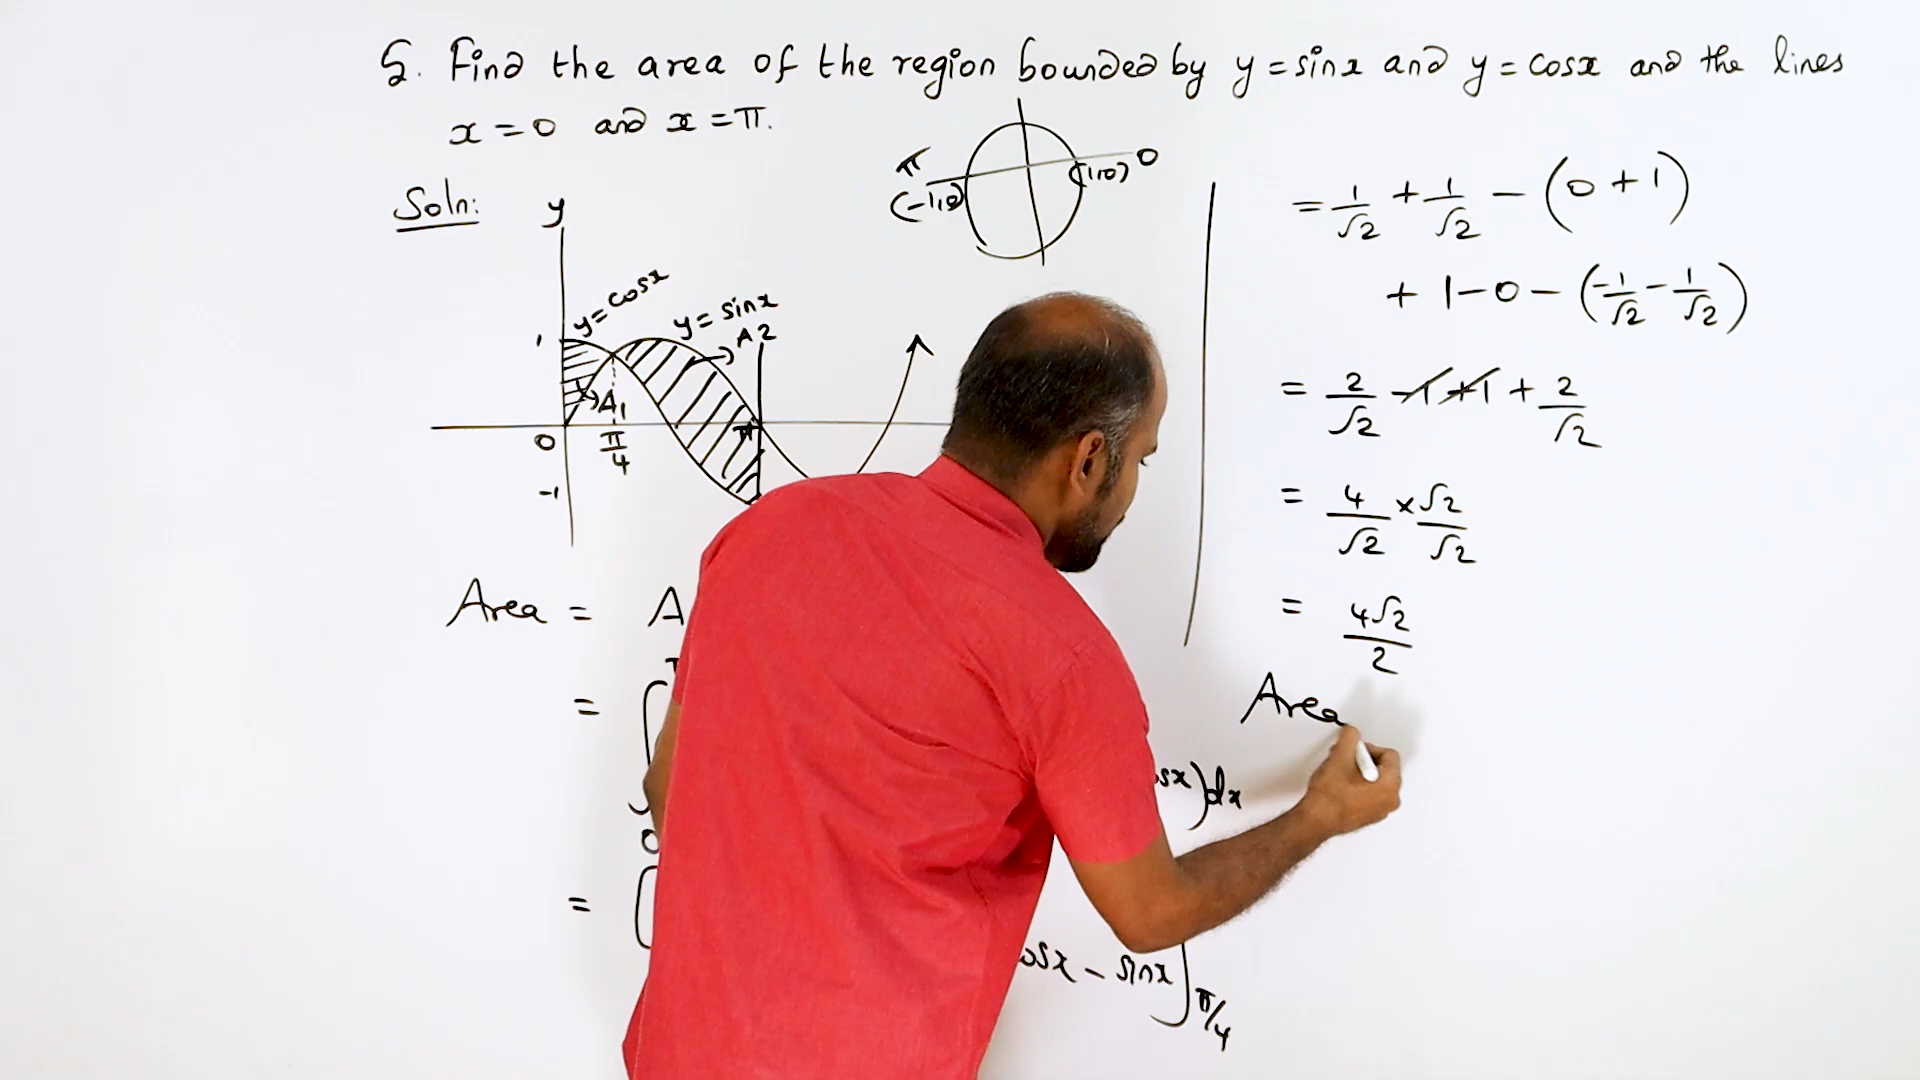 5. Find the area of the region bounded by y = sinx and y = cosx and the lines
x = 0 and x = π.
Soln:
y
π
(-1,0)
(1,0) 0
y = cosx
y = sinx
1
A2
A1
0
π/4
π
-1
Area = A
=
∫
0
sx)dx
= [
osx - sinx]π/4
= 1/√2 + 1/√2 - (0 + 1)
+ 1 - 0 - (-1/√2 - 1/√2)
= 2/√2 - 1 + 1 + 2/√2
= 4/√2 × √2/√2
= 4√2/2
Area